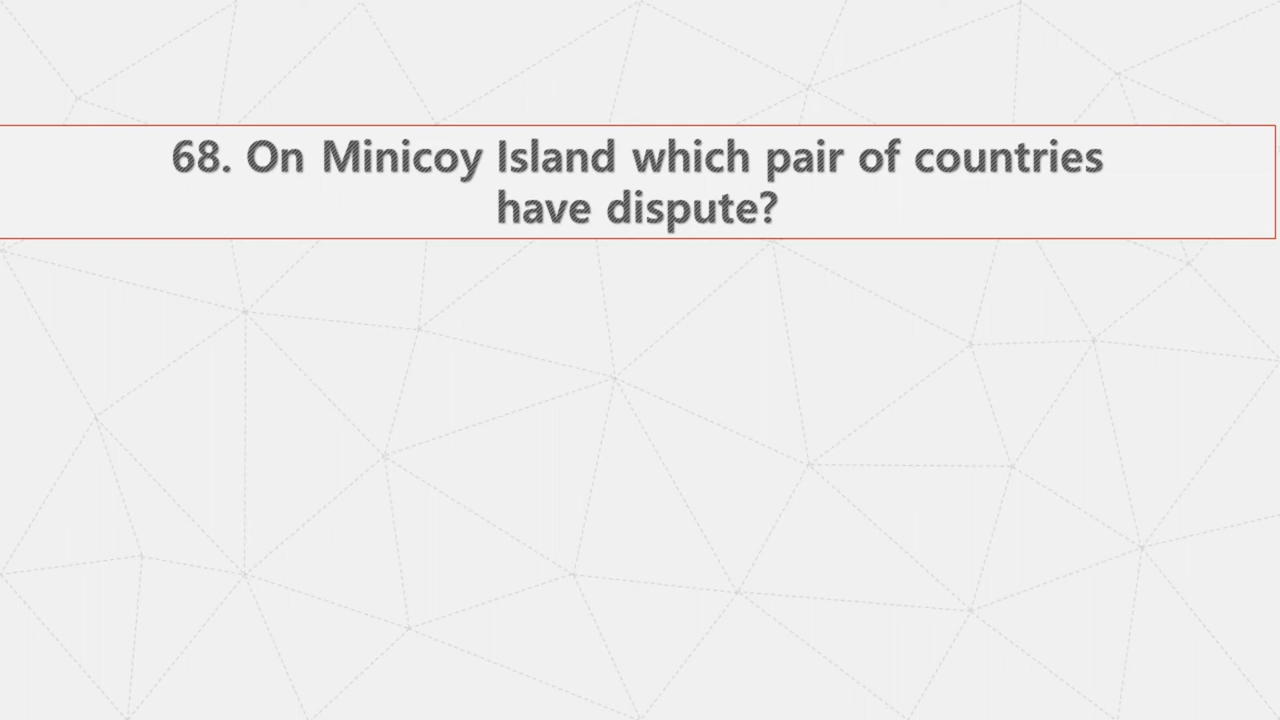 68. On Minicoy Island which pair of countries
have dispute?